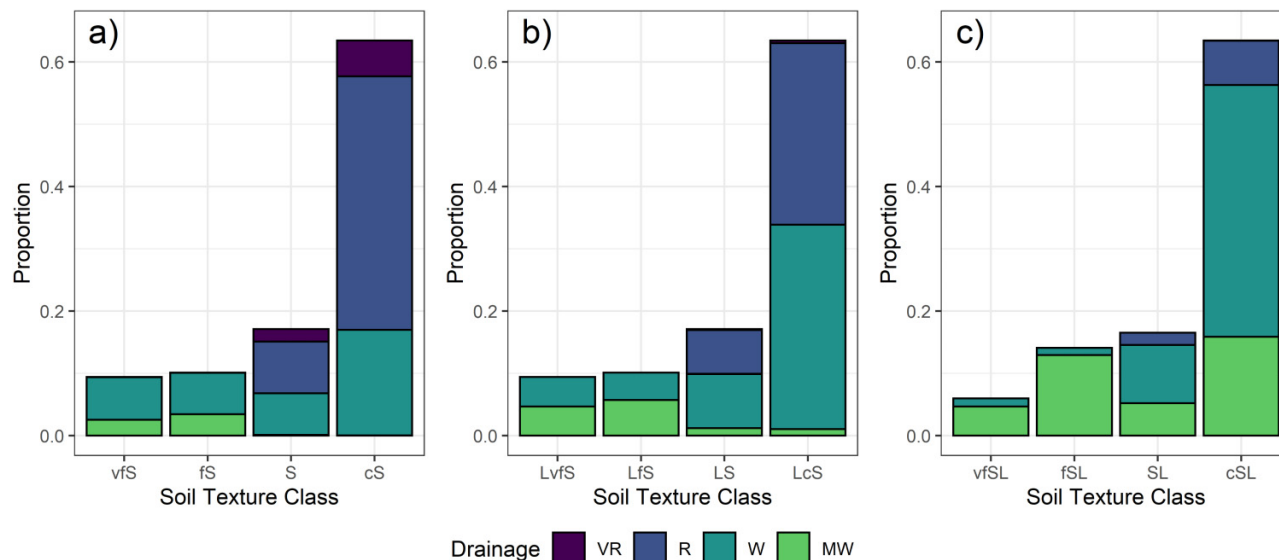 a)
0.6
0.4
0.2
0.0
Proportion
vfS fS S cS
Soil Texture Class
b)
0.6
0.4
0.2
0.0
Proportion
LvfS LfS LS LcS
Soil Texture Class
c)
0.6
0.4
0.2
0.0
Proportion
vfSL fSL SL cSL
Soil Texture Class
Drainage VR R W MW